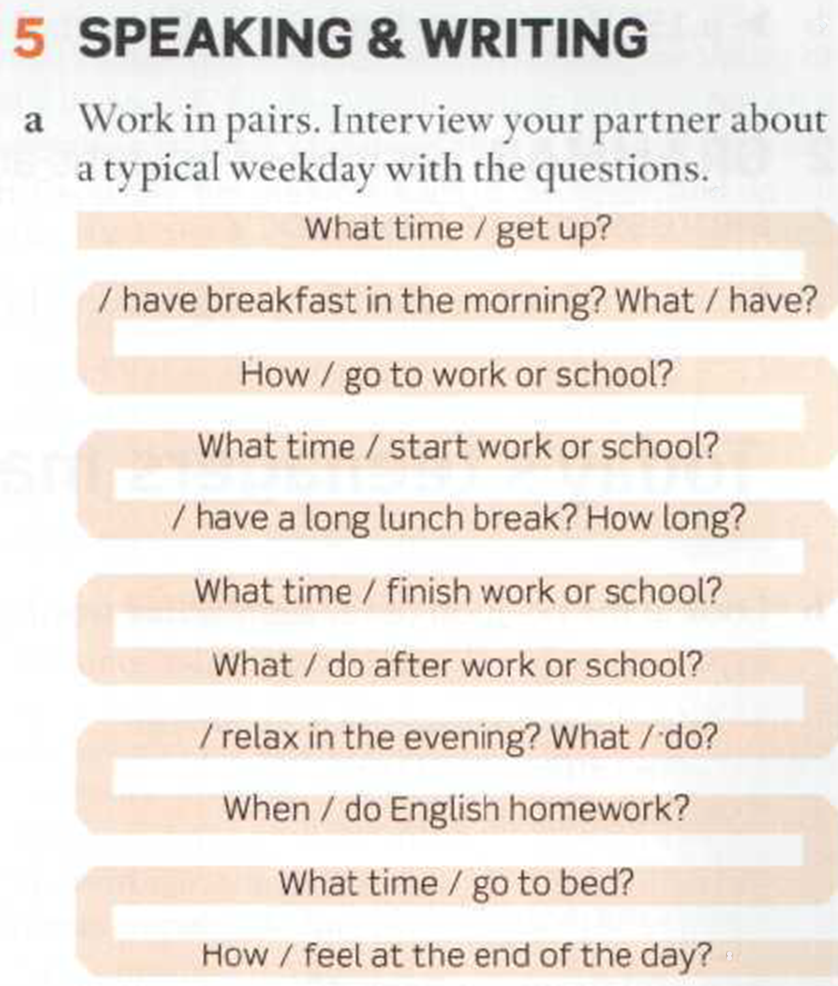 5 SPEAKING & WRITING
a Work in pairs. Interview your partner about
a typical weekday with the questions.
What time / get up?
/ have breakfast in the morning? What / have?
How / go to work or school?
What time / start work or school?
/ have a long lunch break? How long?
What time / finish work or school?
What / do after work or school?
/ relax in the evening? What / do?
When / do English homework?
What time / go to bed?
How / feel at the end of the day?